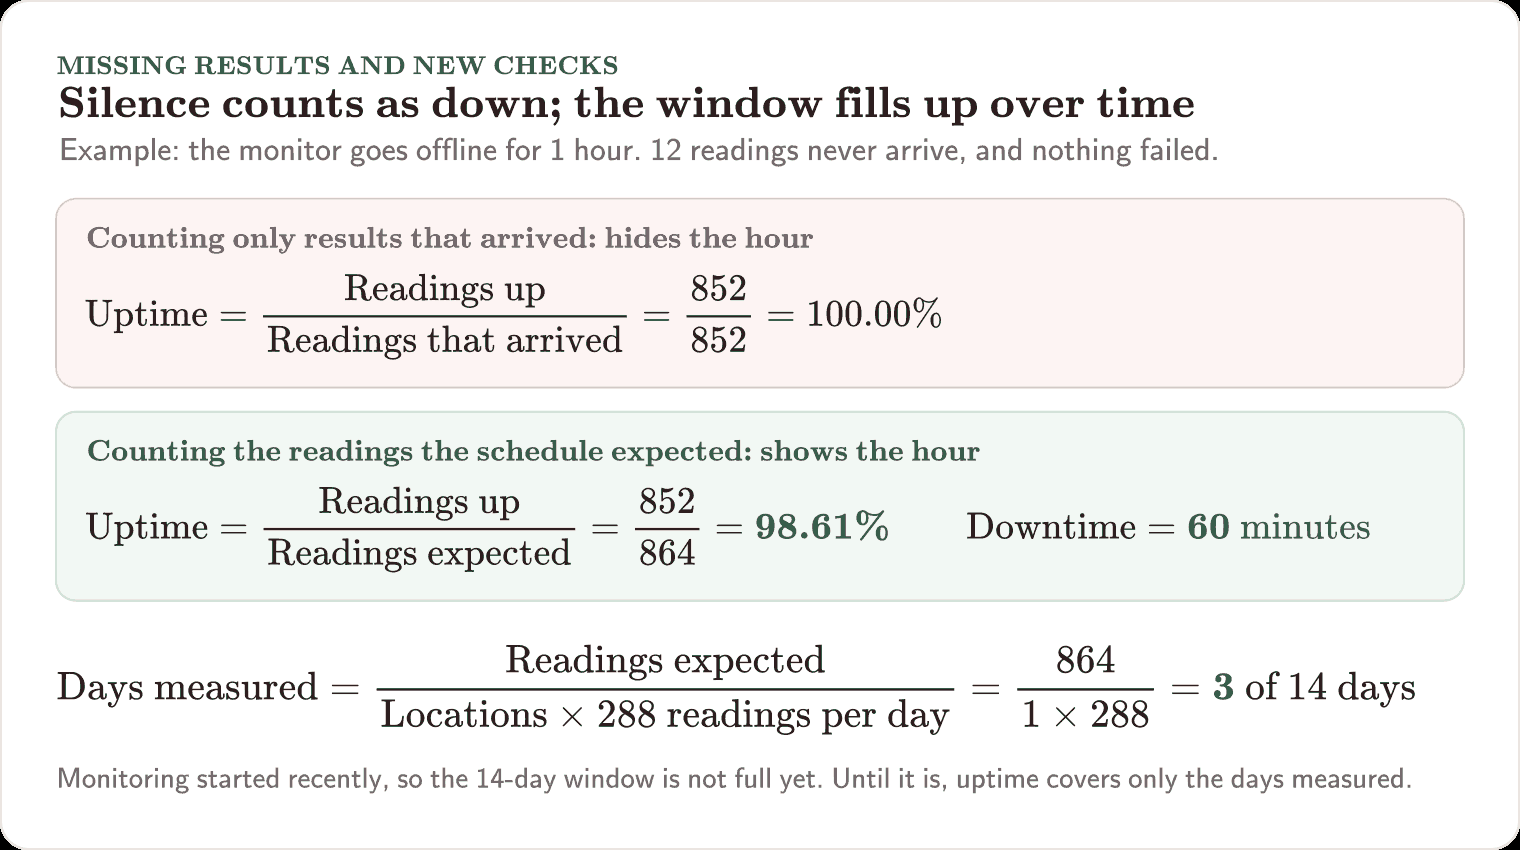 MISSING RESULTS AND NEW CHECKS
Silence counts as down; the window fills up over time
Example: the monitor goes offline for 1 hour. 12 readings never arrive, and nothing failed.
Counting only results that arrived: hides the hour
Uptime = Readings up / Readings that arrived = 852 / 852 = 100.00%
Counting the readings the schedule expected: shows the hour
Uptime = Readings up / Readings expected = 852 / 864 = 98.61% Downtime = 60 minutes
Days measured = Readings expected / Locations × 288 readings per day = 864 / 1 × 288 = 3 of 14 days
Monitoring started recently, so the 14-day window is not full yet. Until it is, uptime covers only the days measured.